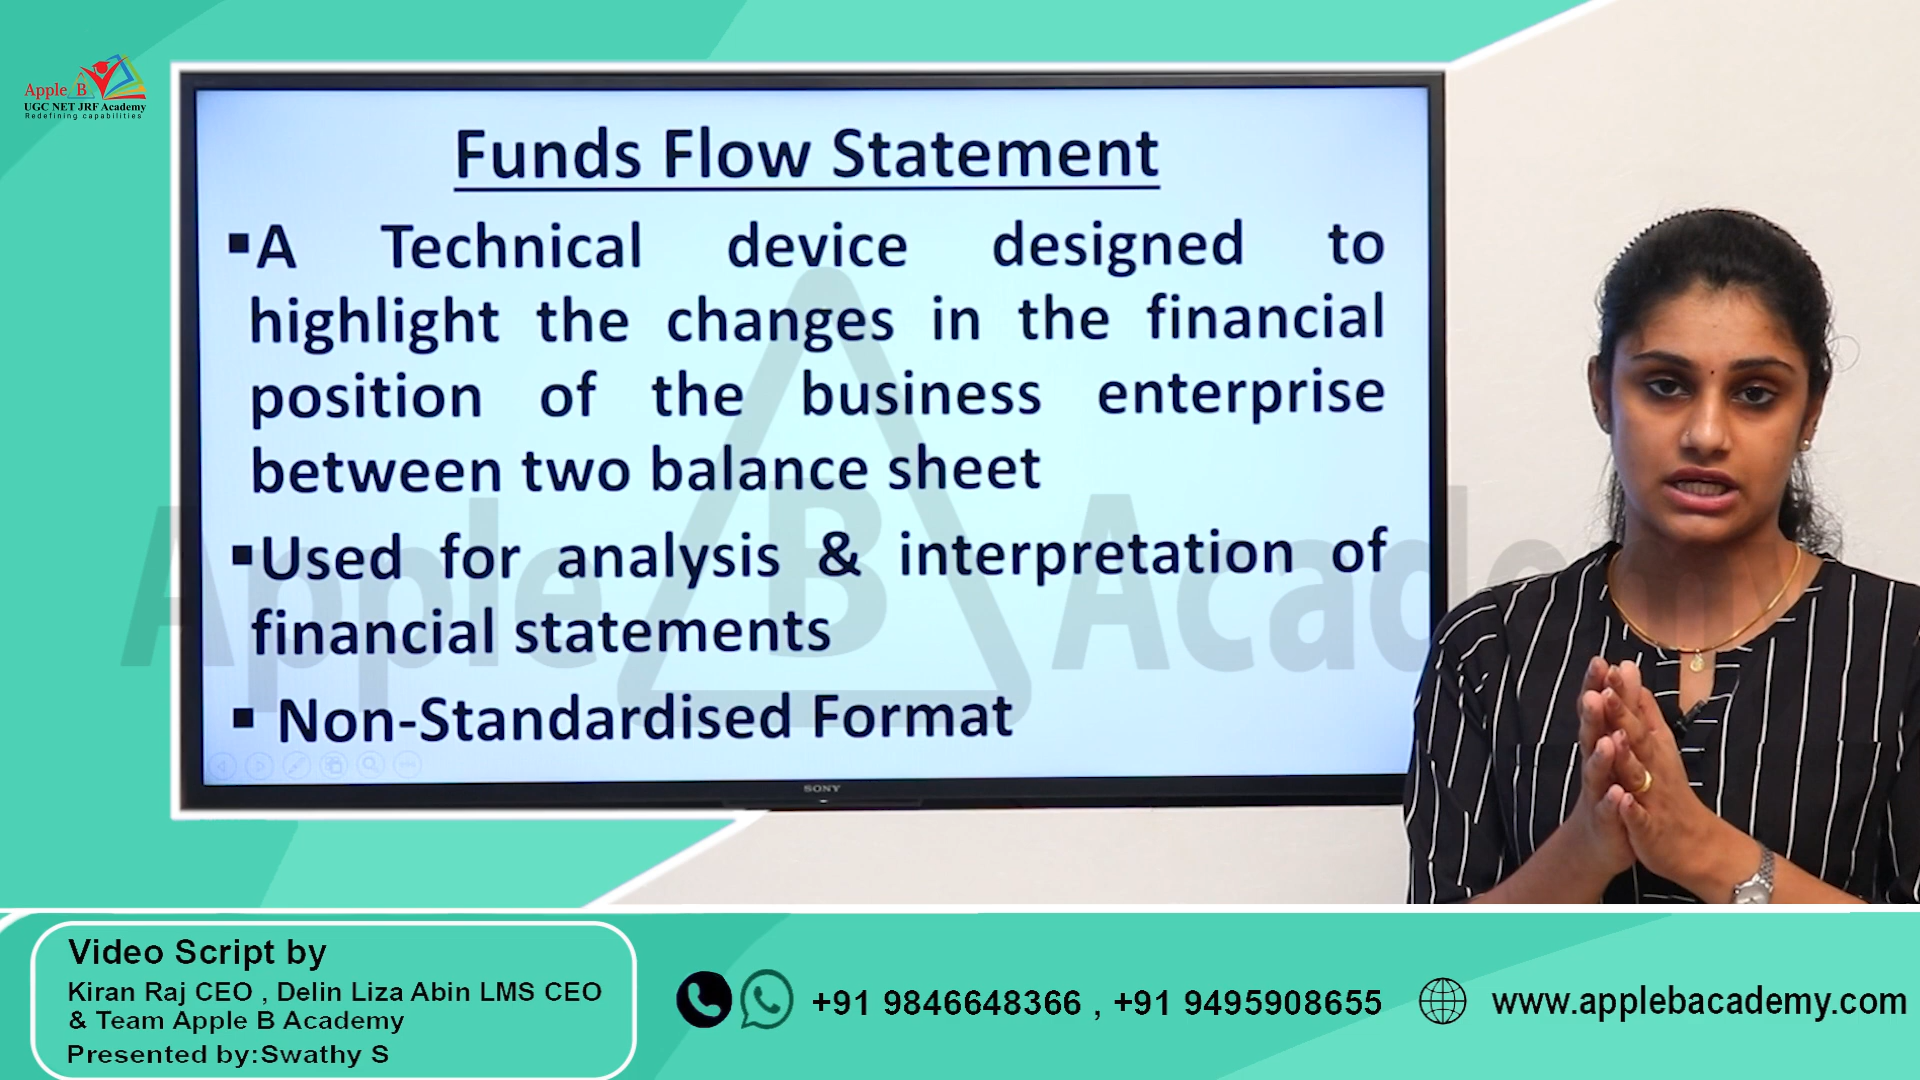 Apple B
UGC NET JRF Academy
Redefining capabilities
Funds Flow Statement
▪A Technical device designed to
highlight the changes in the financial
position of the business enterprise
between two balance sheet
▪Used for analysis & interpretation of
financial statements
▪ Non-Standardised Format
Apple B Academy
SONY
Video Script by
Kiran Raj CEO , Delin Liza Abin LMS CEO
& Team Apple B Academy
Presented by:Swathy S
+91 9846648366 , +91 9495908655
www.applebacademy.com